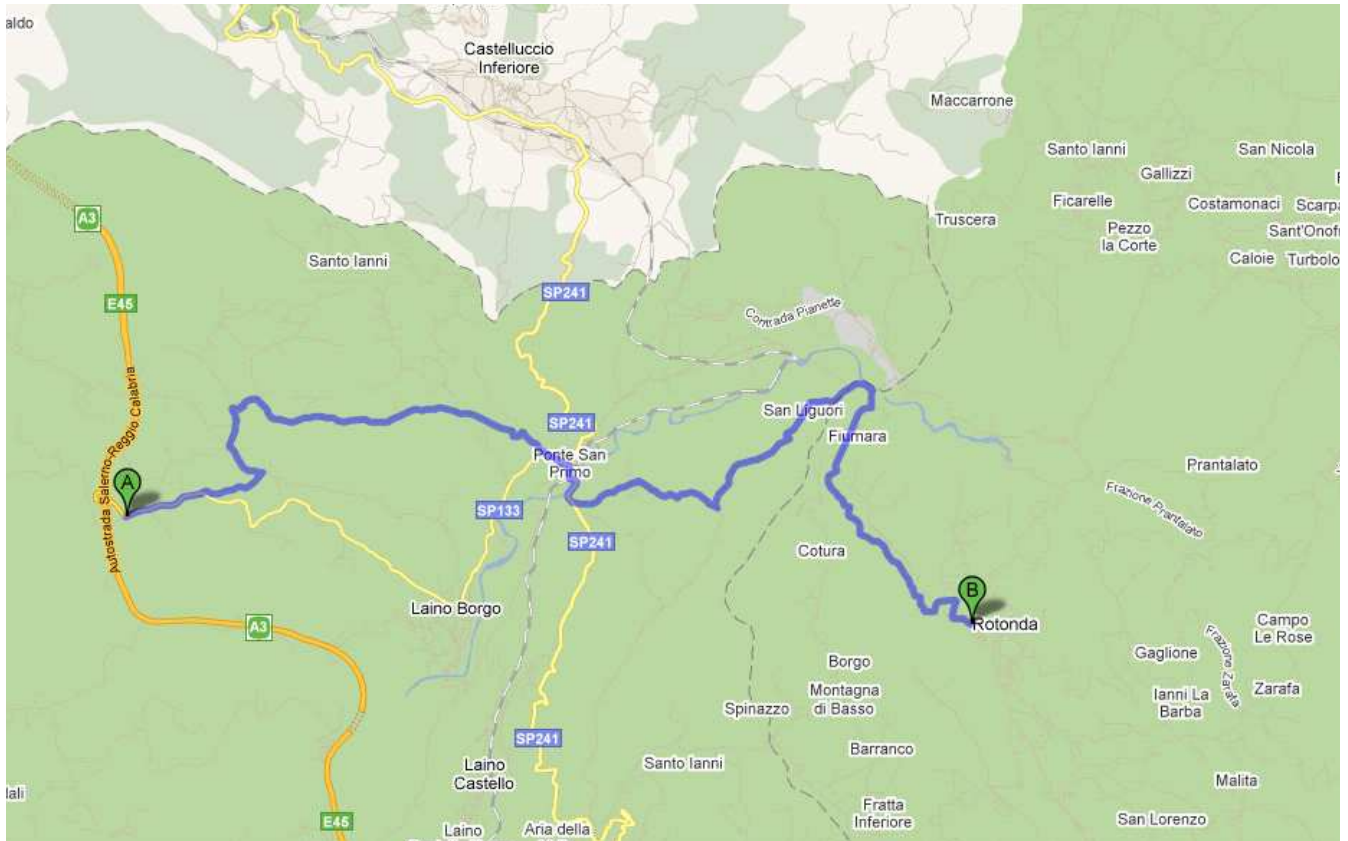 aldo
Castelluccio
Inferiore
Maccarrone
Santo Ianni
San Nicola
Gallizzi
Ficarelle
Costamonaci
Scarpa
A3
Truscera
Pezzo
la Corte
Sant'Onofr
Caloie
Turbolo
Santo Ianni
SP241
E45
Contrada Pianette
Autostrada Salerno-Reggio Calabria
San Liguori
SP241
Fiumara
Ponte San
Primo
Prantalato
A
Frazione Prantalato
SP133
SP241
Cotura
B
Laino Borgo
Rotonda
A3
Campo
Le Rose
Gaglione
Frazione Zarafa
Borgo
Montagna
di Basso
Ianni La
Barba
Zarafa
Spinazzo
SP241
Barranco
Laino
Castello
Santo Ianni
Malita
dali
Fratta
Inferiore
E45
San Lorenzo
Laino
Aria della